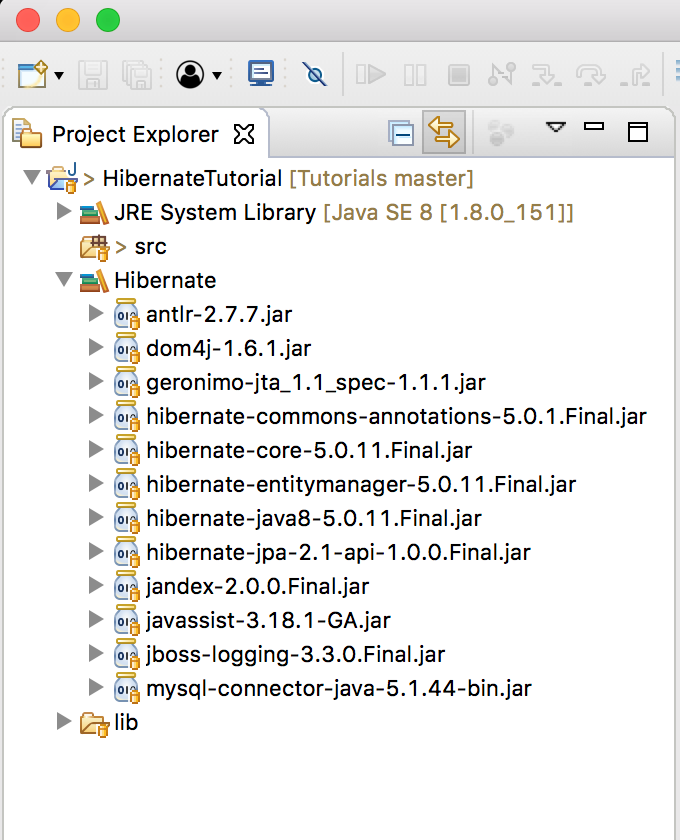 Project Explorer
> HibernateTutorial [Tutorials master]
JRE System Library [Java SE 8 [1.8.0_151]]
> src
Hibernate
antlr-2.7.7.jar
dom4j-1.6.1.jar
geronimo-jta_1.1_spec-1.1.1.jar
hibernate-commons-annotations-5.0.1.Final.jar
hibernate-core-5.0.11.Final.jar
hibernate-entitymanager-5.0.11.Final.jar
hibernate-java8-5.0.11.Final.jar
hibernate-jpa-2.1-api-1.0.0.Final.jar
jandex-2.0.0.Final.jar
javassist-3.18.1-GA.jar
jboss-logging-3.3.0.Final.jar
mysql-connector-java-5.1.44-bin.jar
lib